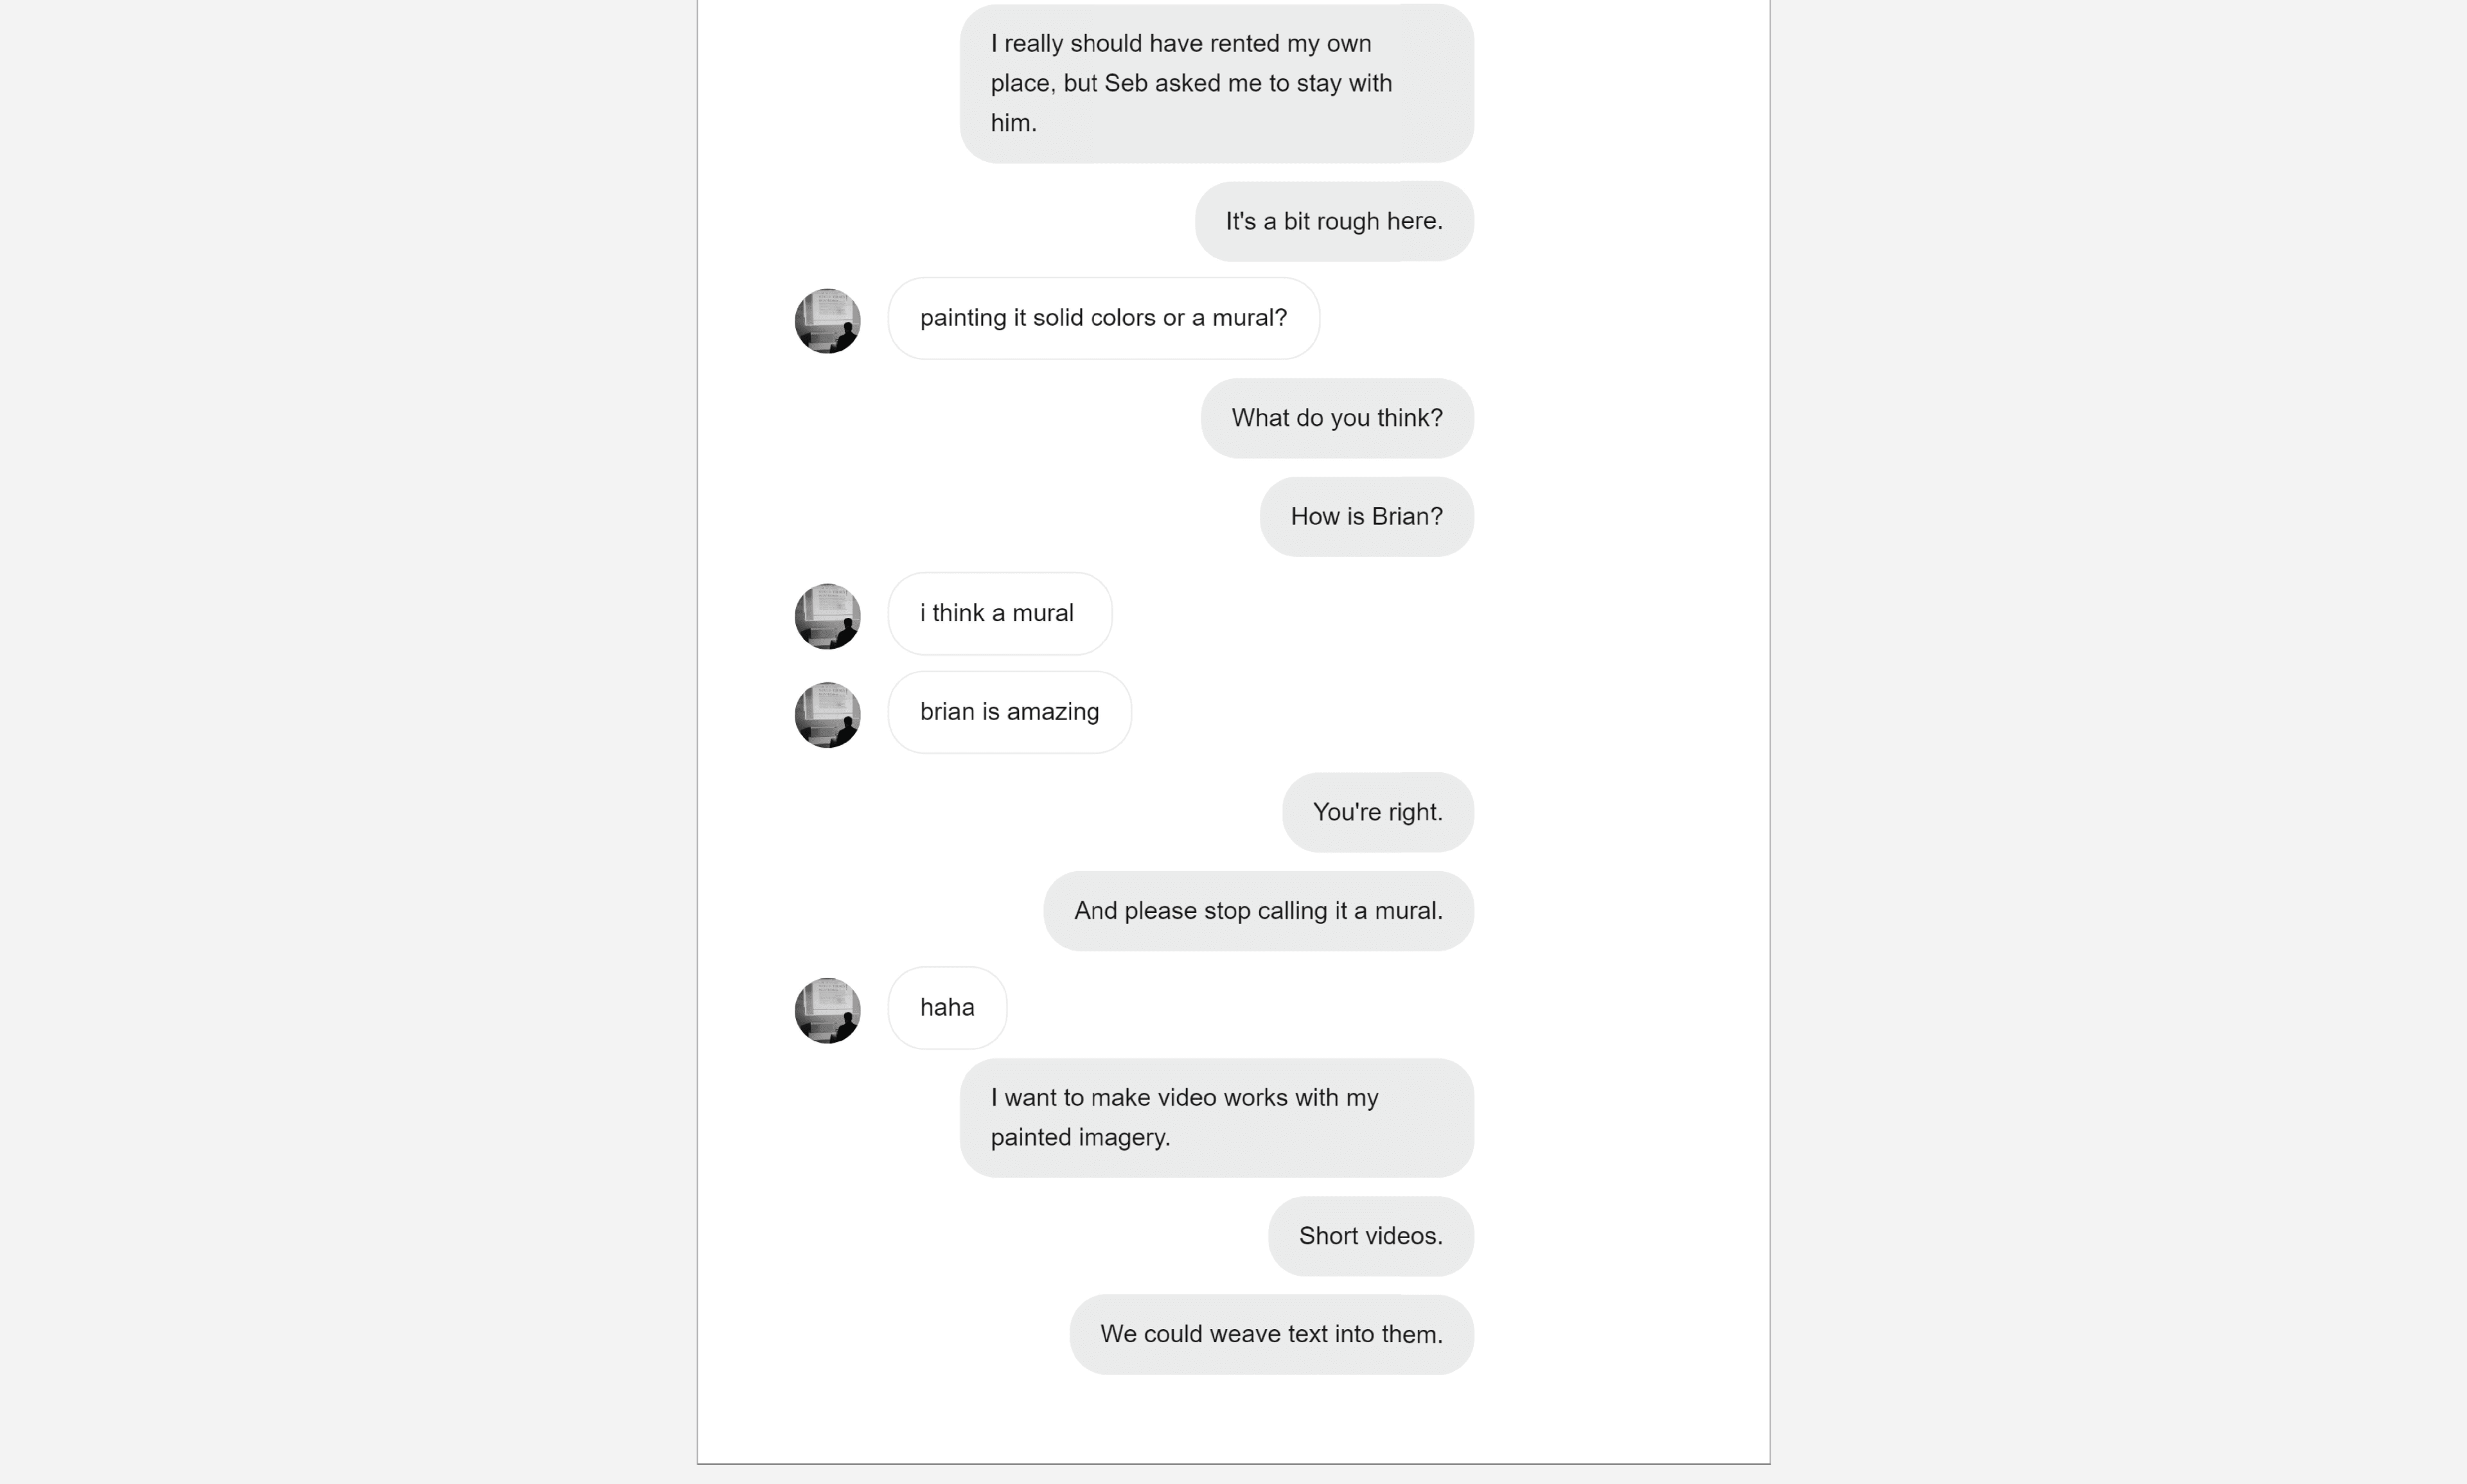 I really should have rented my own
place, but Seb asked me to stay with
him.
It's a bit rough here.
painting it solid colors or a mural?
What do you think?
How is Brian?
i think a mural
brian is amazing
You're right.
And please stop calling it a mural.
haha
I want to make video works with my
painted imagery.
Short videos.
We could weave text into them.